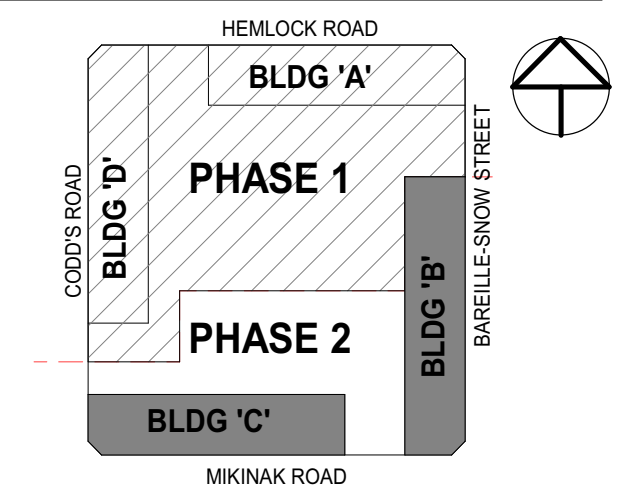 HEMLOCK ROAD
BLDG 'A'
BLDG 'D'
PHASE 1
CODD'S ROAD
BAREILLE-SNOW STREET
BLDG 'B'
PHASE 2
BLDG 'C'
MIKINAK ROAD